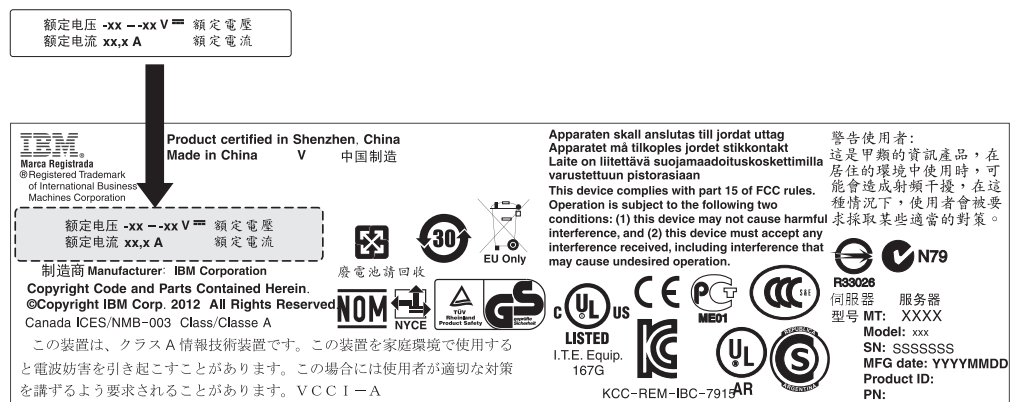 额定电压 -xx – -xx V 額定電壓
额定电流 xx,x A 額定電流
IBM®
Marca Registrada
® Registered Trademark
of International Business
Machines Corporation
Product certified in Shenzhen, China
Made in China V 中国制造
额定电压 -xx – -xx V 額定電壓
额定电流 xx,x A 額定電流
制造商 Manufacturer: IBM Corporation
Copyright Code and Parts Contained Herein.
©Copyright IBM Corp. 2012 All Rights Reserved
Canada ICES/NMB-003 Class/Classe A
この装置は、クラスA情報技術装置です。この装置を家庭環境で使用する
と電波妨害を引き起こすことがあります。この場合には使用者が適切な対策
を講ずるよう要求されることがあります。VCCI-A
廢電池請回收
30
EU Only
NOM
NYCE
TÜV
Rheinland
Product Safety
GS
geprüfte
Sicherheit
Apparaten skall anslutas till jordat uttag
Apparatet må tilkoples jordet stikkontakt
Laite on liitettävä suojamaadoituskoskettimilla
varustettuun pistorasiaan
This device complies with part 15 of FCC rules.
Operation is subject to the following two
conditions: (1) this device may not cause harmful
interference, and (2) this device must accept any
interference received, including interference that
may cause undesired operation.
C UL US
LISTED
I.T.E. Equip.
167G
CE
PCT
ME01
CCC S&E
KCC-REM-IBC-7915
UL
AR
REPUBLICA
S
ARGENTINA
警告使用者:
這是甲類的資訊產品，在
居住的環境中使用時，可
能會造成射頻干擾，在這
種情況下，使用者會被要
求採取某些適當的對策。
R33026
N79
伺服器 服务器
型号 MT: XXXX
Model: xxx
SN: SSSSSSS
MFG date: YYYYMMDD
Product ID:
PN: